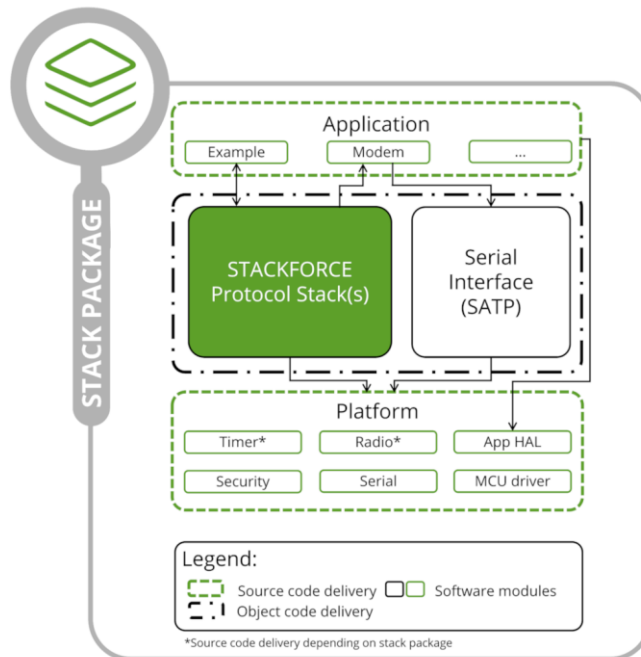 STACK PACKAGE
Application
Example
Modem
...
STACKFORCE
Protocol Stack(s)
Serial
Interface
(SATP)
Platform
Timer*
Radio*
App HAL
Security
Serial
MCU driver
Legend:
Source code delivery
Software modules
Object code delivery
*Source code delivery depending on stack package